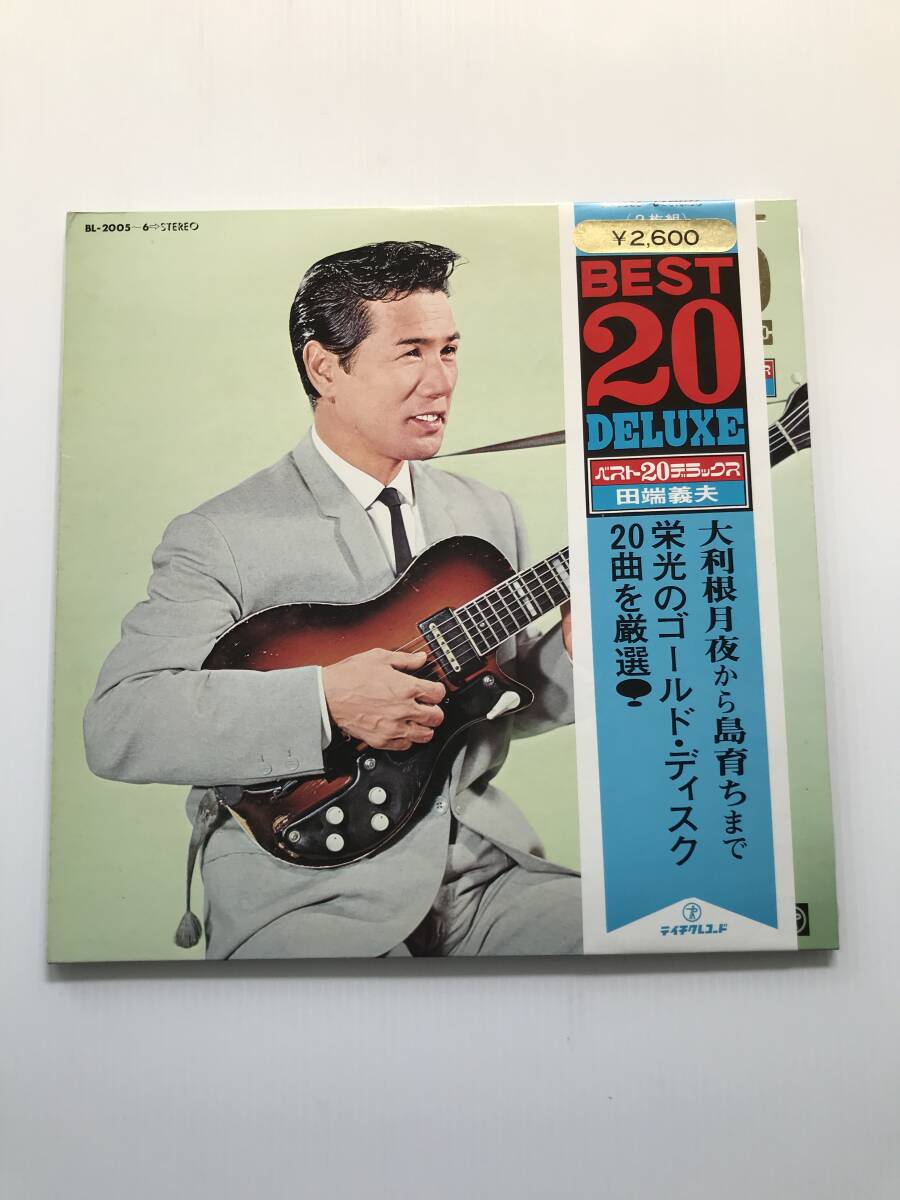 BL-2005~6⇨STEREO
(2枚組)
¥2,600
BEST
20
DELUXE
ベスト20デラックス
田端義夫
大利根月夜から島育ちまで
栄光のゴールド・ディスク
20曲を厳選
テイチクレコード